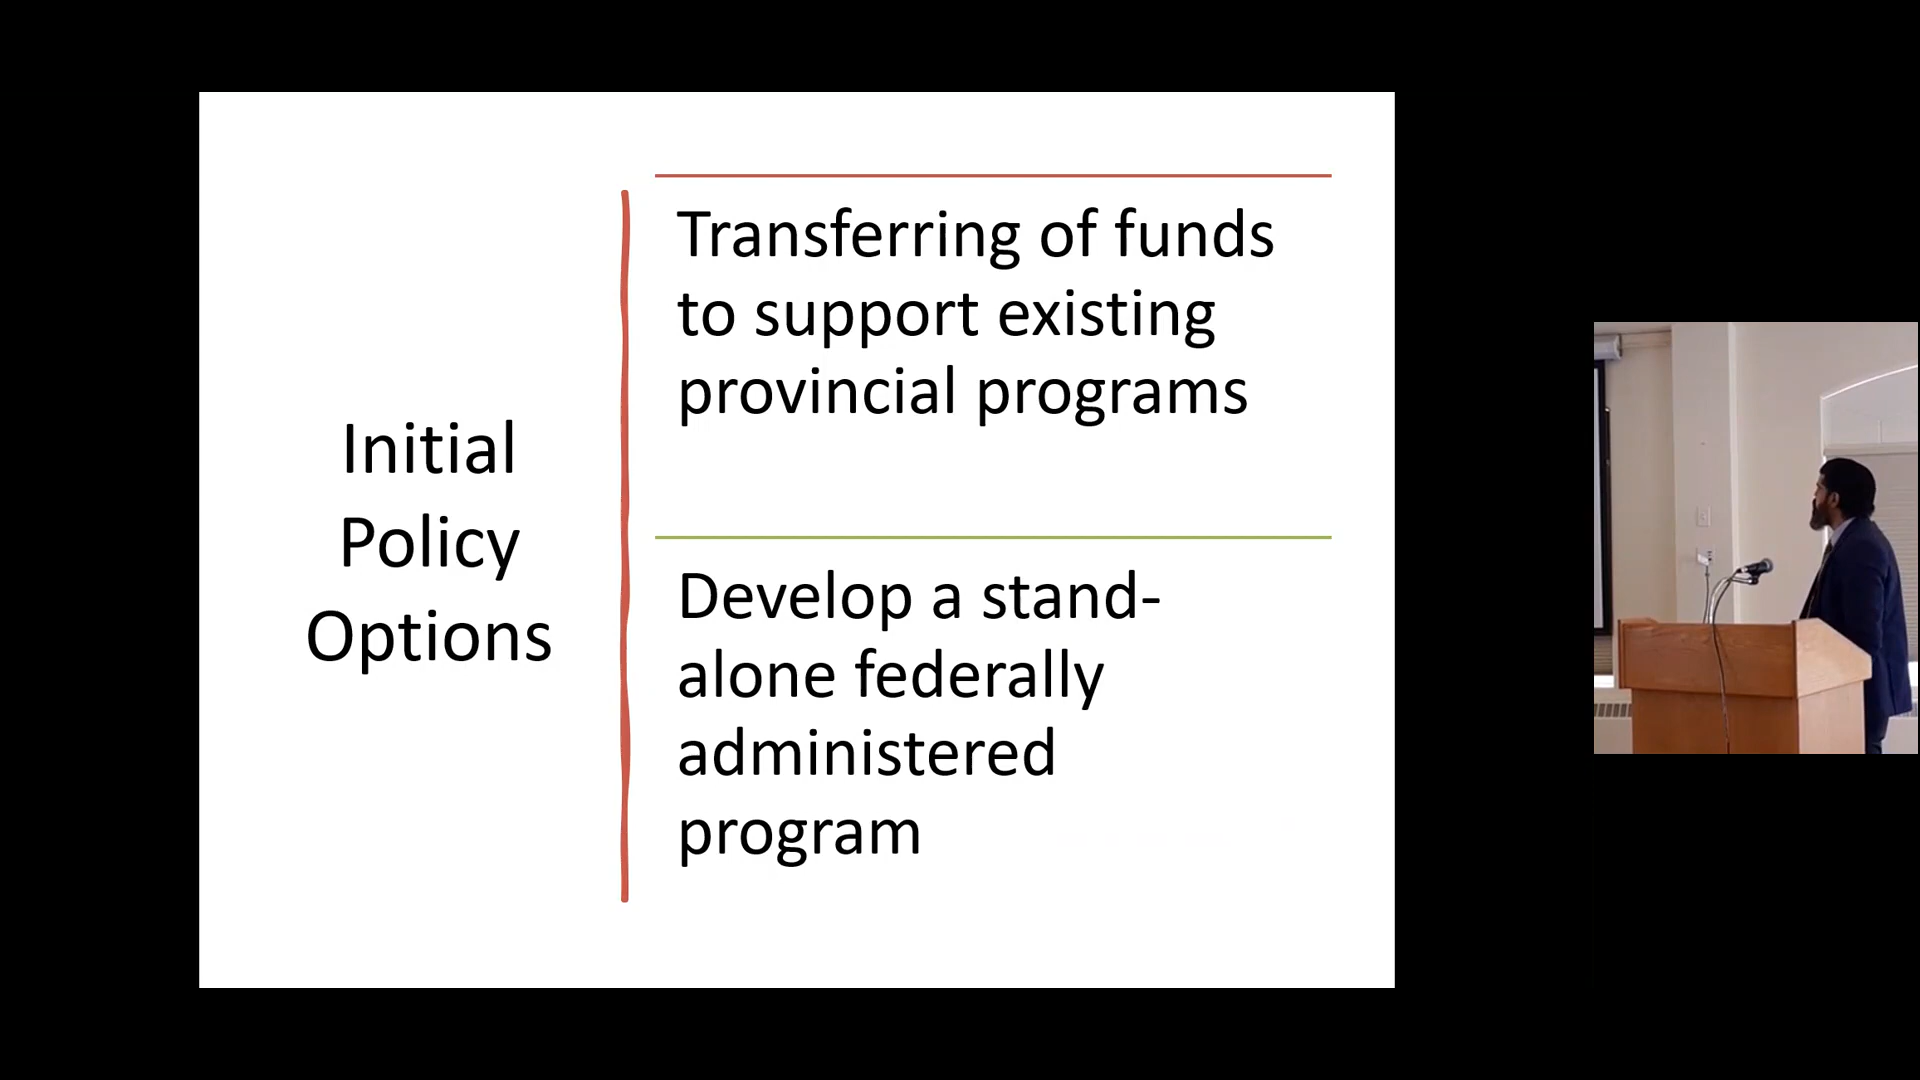 Initial
Policy
Options
Transferring of funds
to support existing
provincial programs
Develop a stand-
alone federally
administered
program